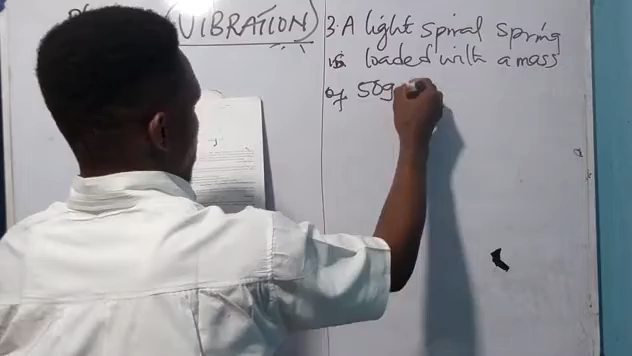 (VIBRATION)
3. A light spiral spring
is loaded with a mass
of 50g